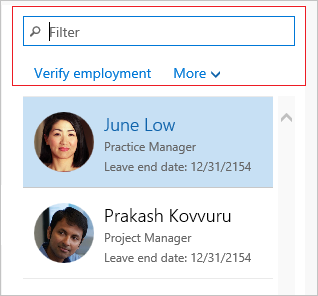 Filter
Verify employment More
June Low
Practice Manager
Leave end date: 12/31/2154
Prakash Kovvuru
Project Manager
Leave end date: 12/31/2154